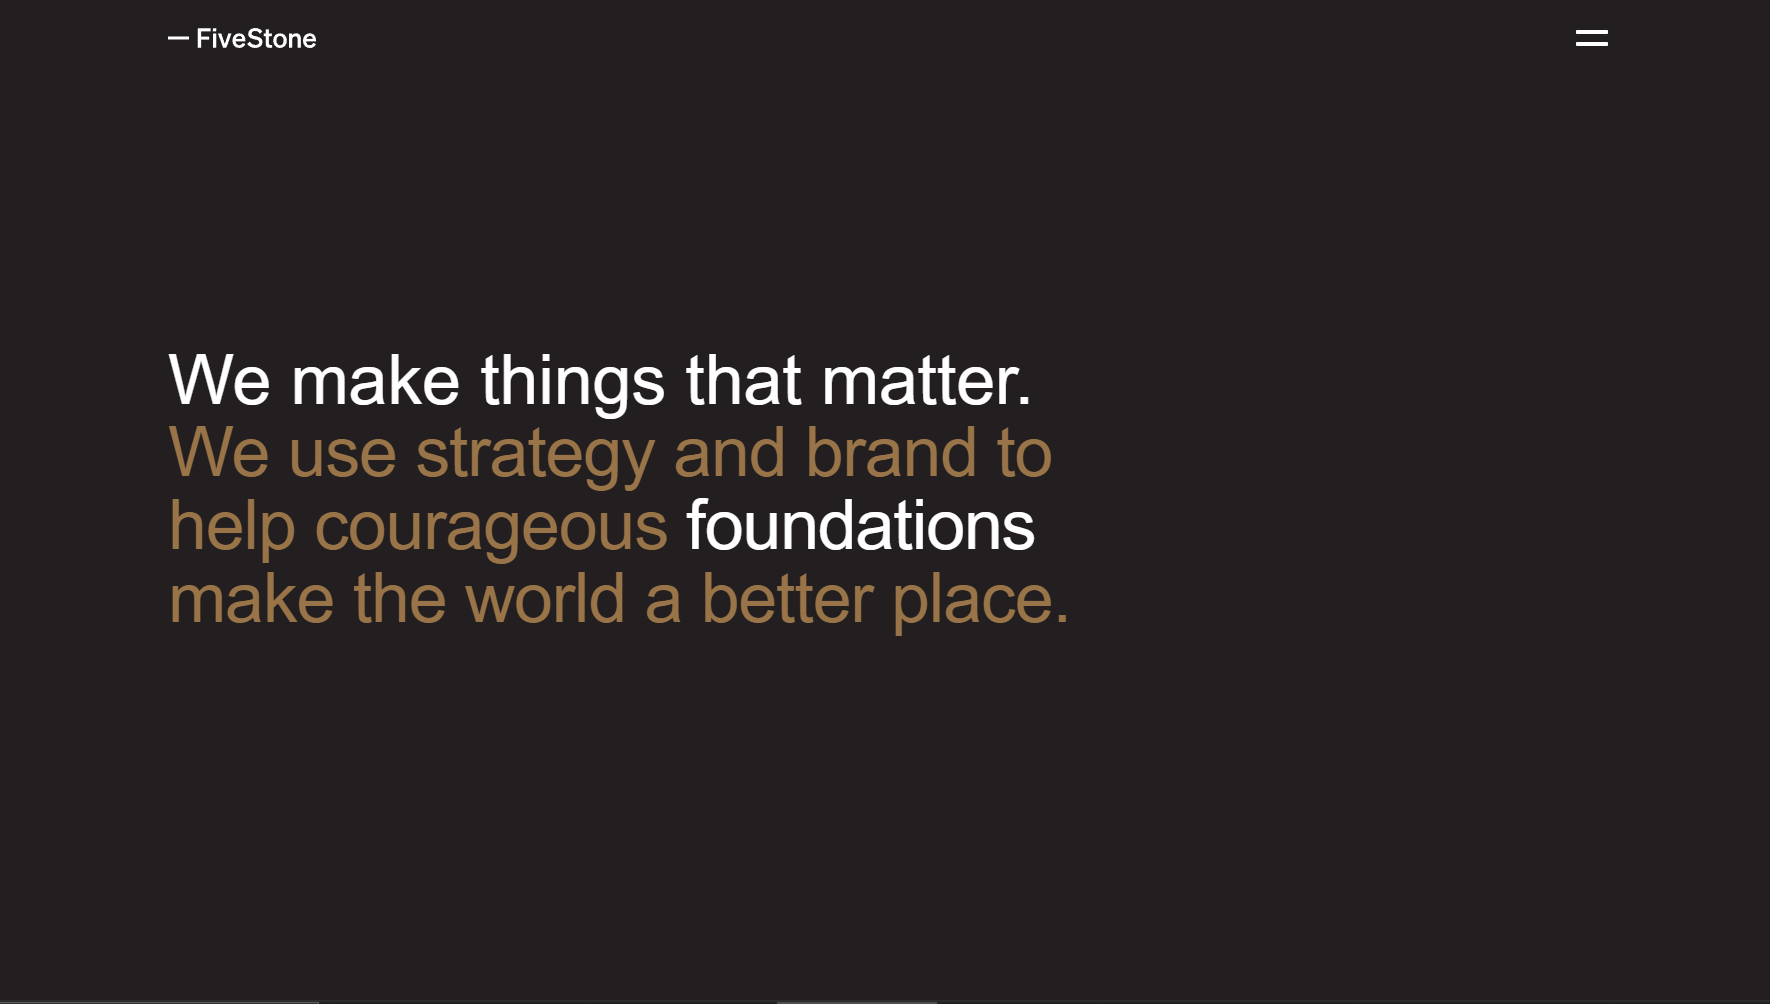 — FiveStone
We make things that matter.
We use strategy and brand to
help courageous foundations
make the world a better place.